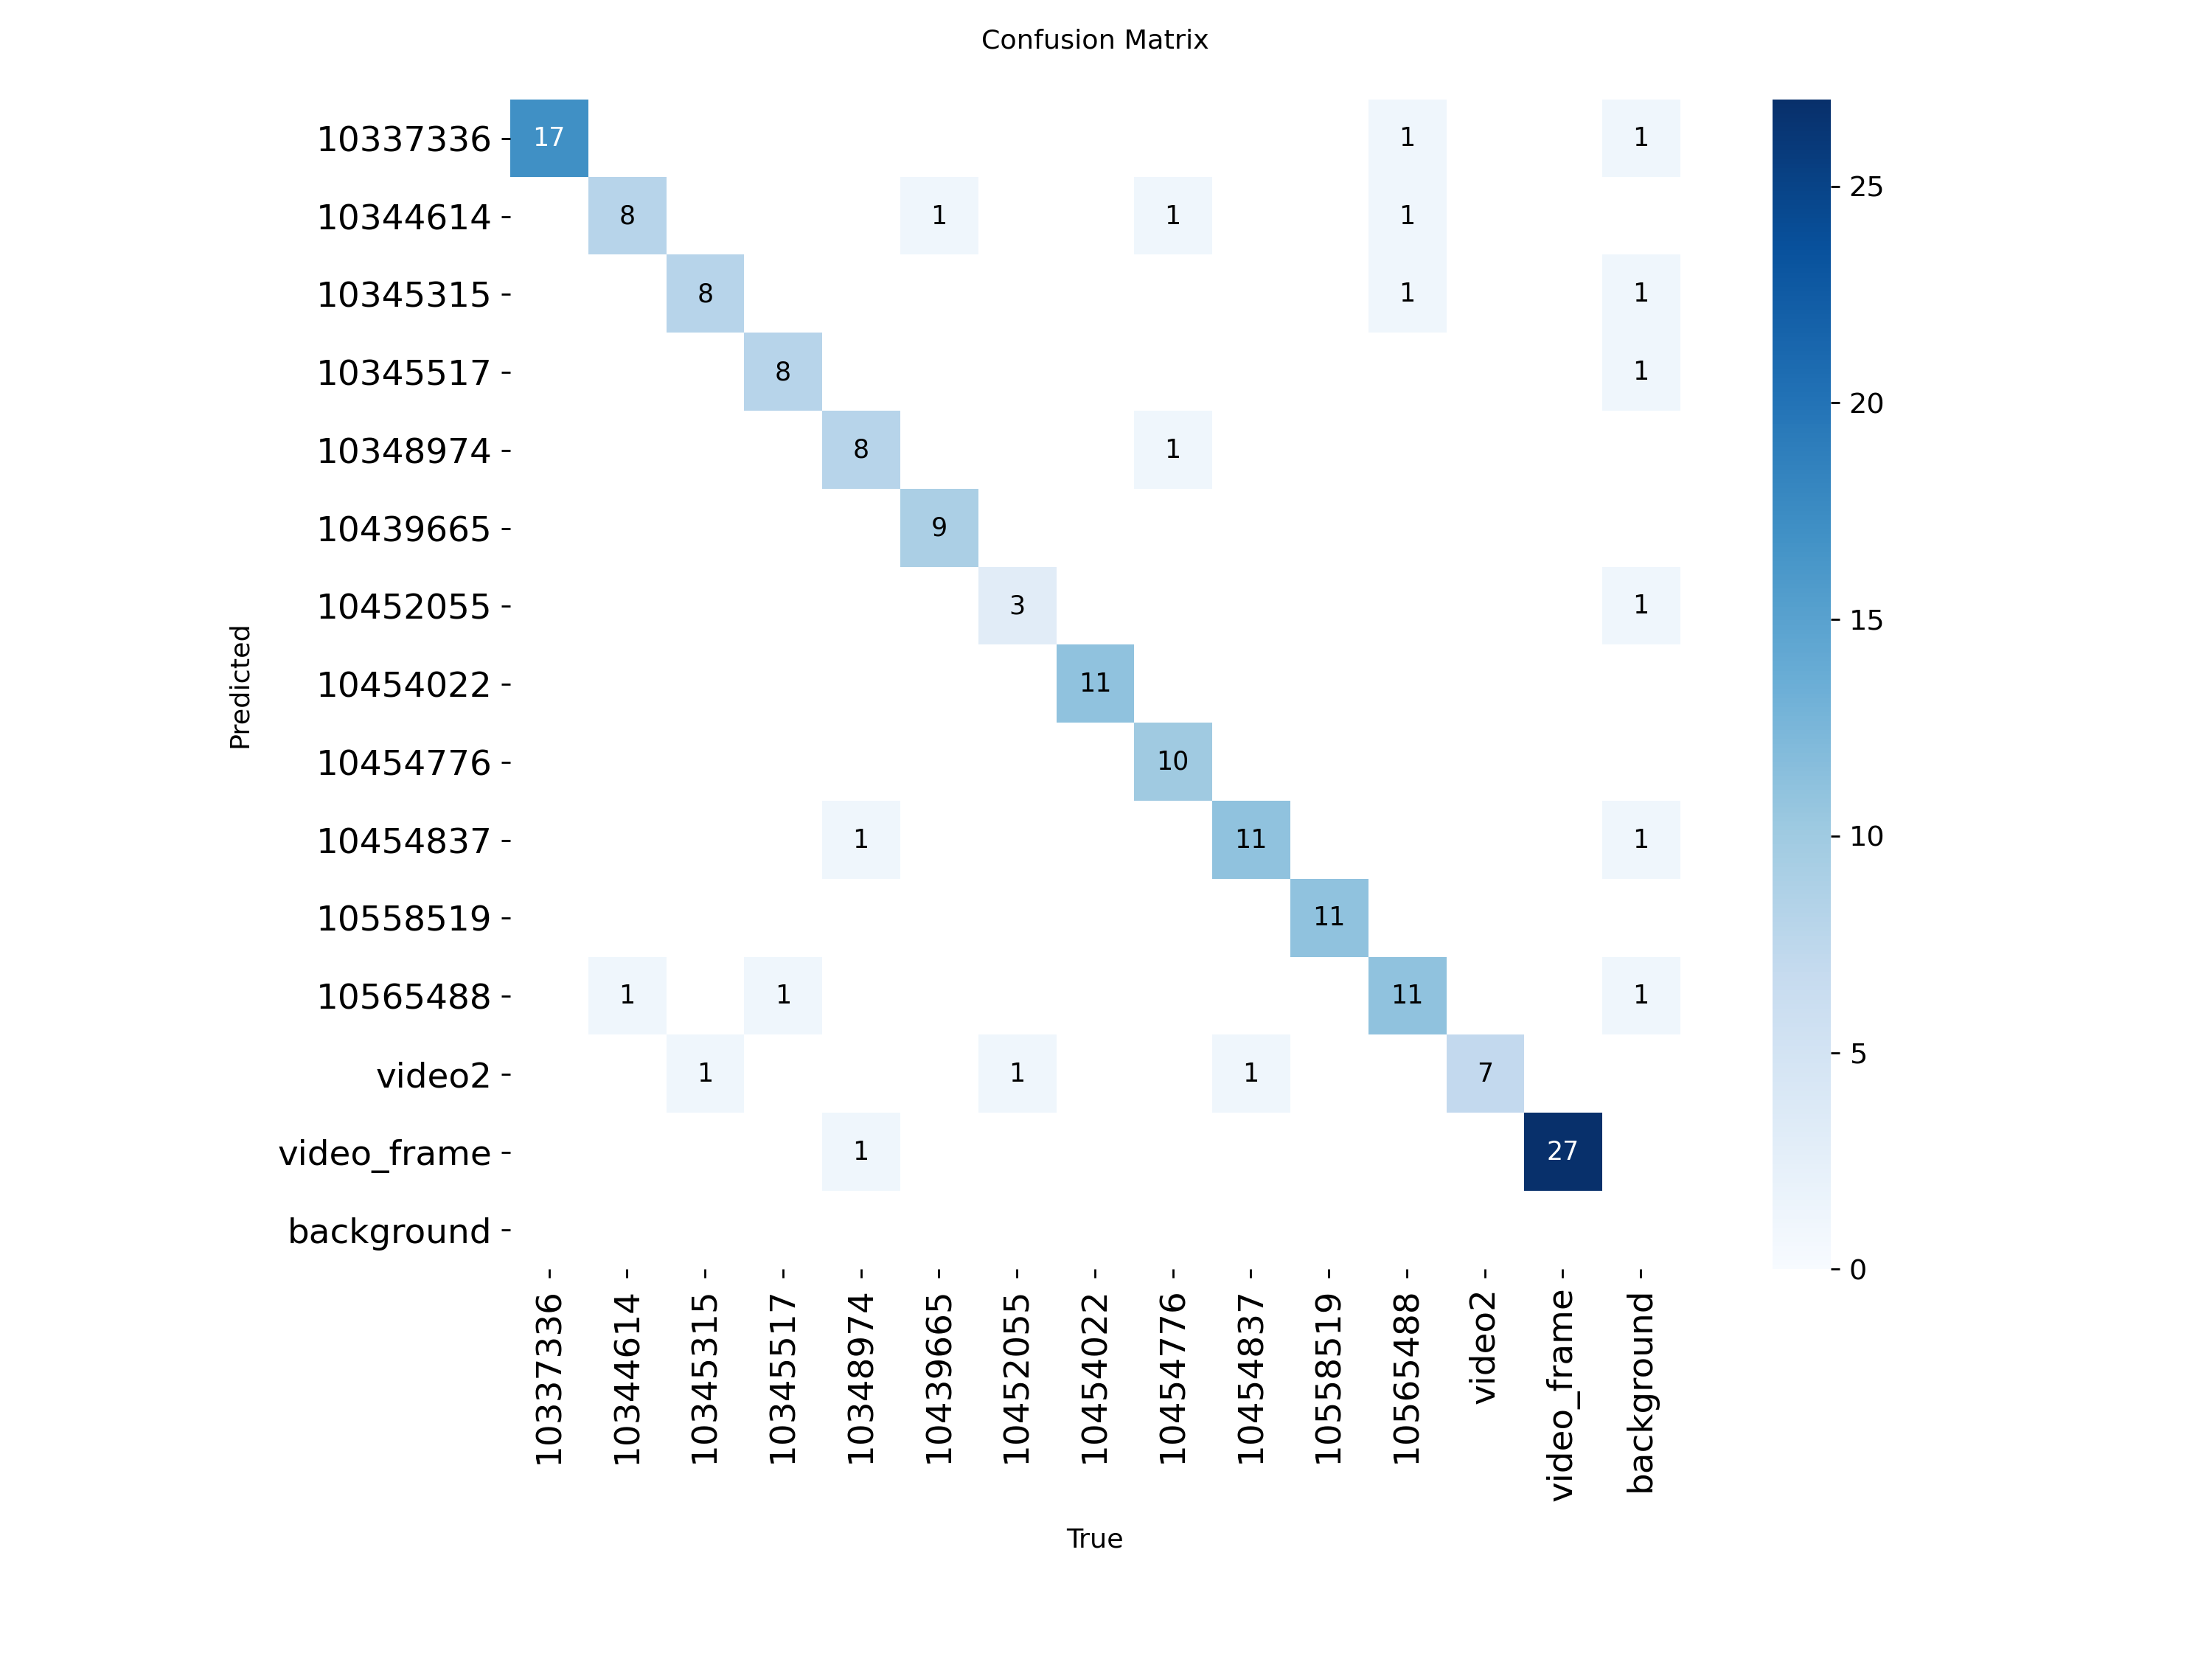 Confusion Matrix
10337336 17 1 1
10344614 8 1 1 1
10345315 8 1 1
10345517 8 1
10348974 8 1
10439665 9
10452055 3 1
10454022 11
10454776 10
10454837 1 11 1
10558519 11
10565488 1 1 11 1
video2 1 1 1 7
video_frame 1 27
background
Predicted
10337336 10344614 10345315 10345517 10348974 10439665 10452055 10454022 10454776 10454837 10558519 10565488 video2 video_frame background
True
25
20
15
10
5
0